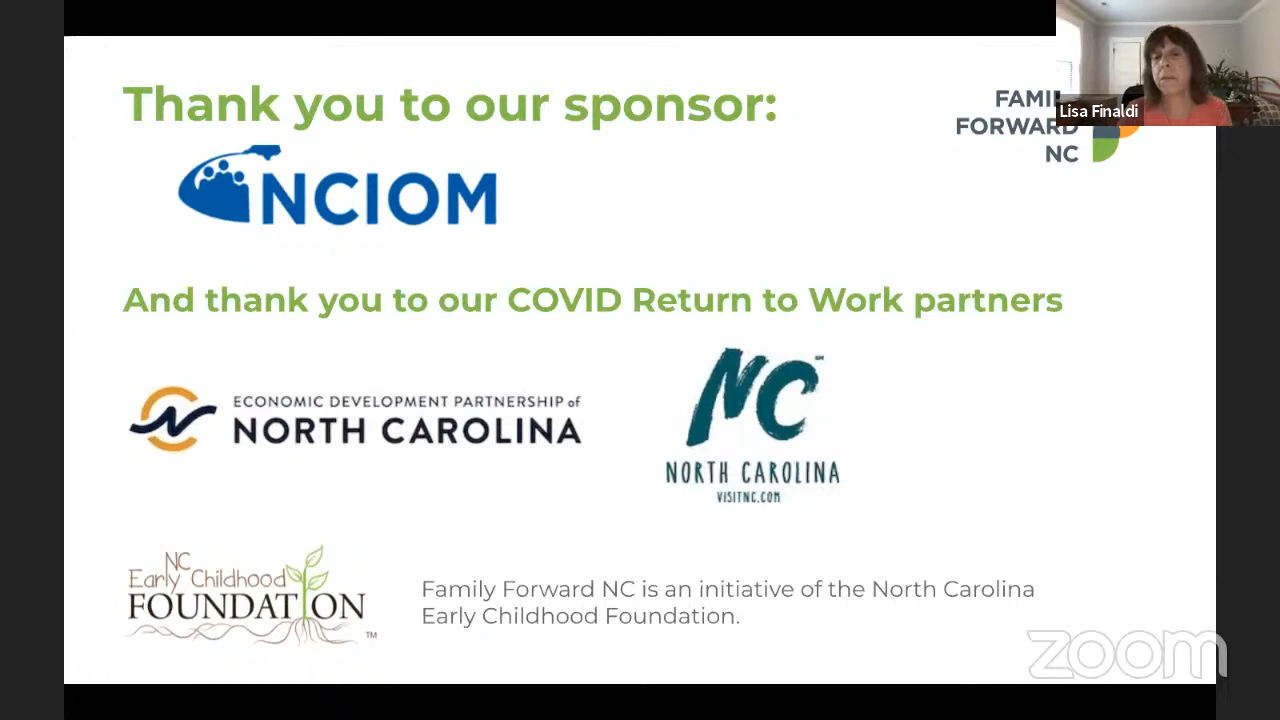 Thank you to our sponsor:
FAMI
FORWARD
NC
Lisa Finaldi
NCIOM
And thank you to our COVID Return to Work partners
ECONOMIC DEVELOPMENT PARTNERSHIP of
NORTH CAROLINA
NC SM
NORTH CAROLINA
VISITNC.COM
NC
Early Childhood
FOUNDATION TM
Family Forward NC is an initiative of the North Carolina
Early Childhood Foundation.
zoom